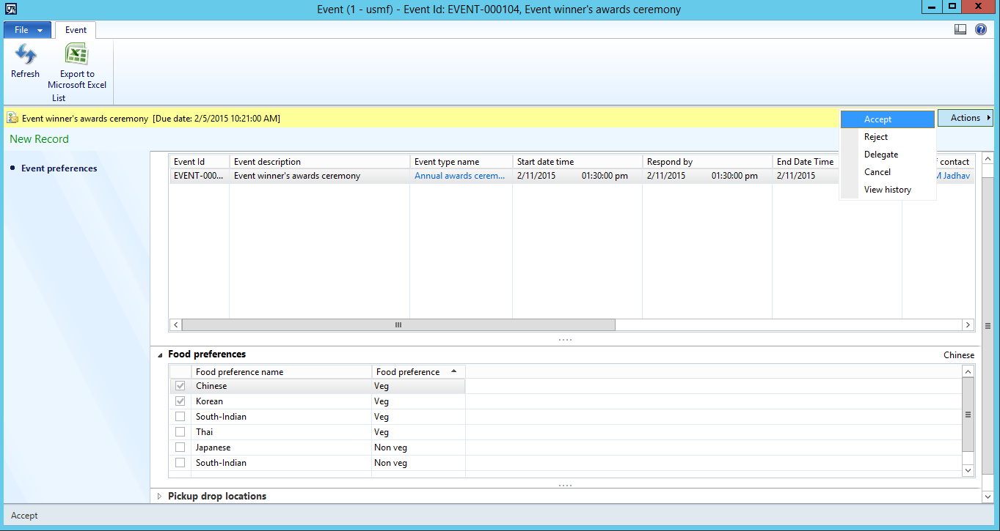 Event (1 - usmf) - Event Id: EVENT-000104, Event winner's awards ceremony
File Event
Refresh
Export to
Microsoft Excel
List
Event winner's awards ceremony [Due date: 2/5/2015 10:21:00 AM]
Actions
Accept
Reject
Delegate
Cancel
View history
New Record
Event preferences
Event Id Event description Event type name Start date time Respond by End Date Time contact
EVENT-000... Event winner's awards ceremony Annual awards cerem... 2/11/2015 01:30:00 pm 2/11/2015 01:30:00 pm 2/11/2015 M Jadhav
Food preferences Chinese
Food preference name Food preference
Chinese Veg
Korean Veg
South-Indian Veg
Thai Veg
Japanese Non veg
South-Indian Non veg
Pickup drop locations
Accept